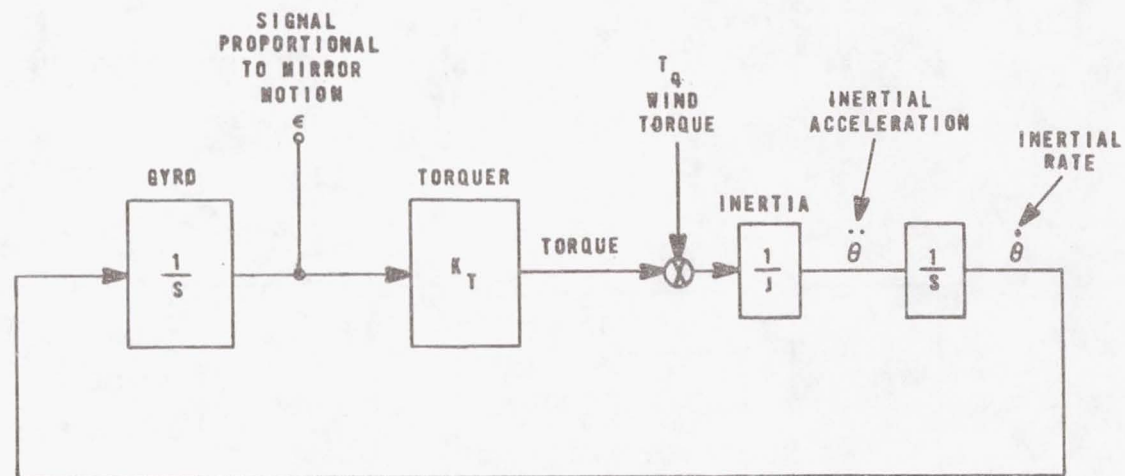 SIGNAL
PROPORTIONAL
TO MIRROR
MOTION
ϵ
T_Q
WIND
TORQUE
INERTIAL
ACCELERATION
INERTIAL
RATE
GYRO
1
S
TORQUER
K_T
TORQUE
INERTIA
1
J
θ̈
1
S
θ̇